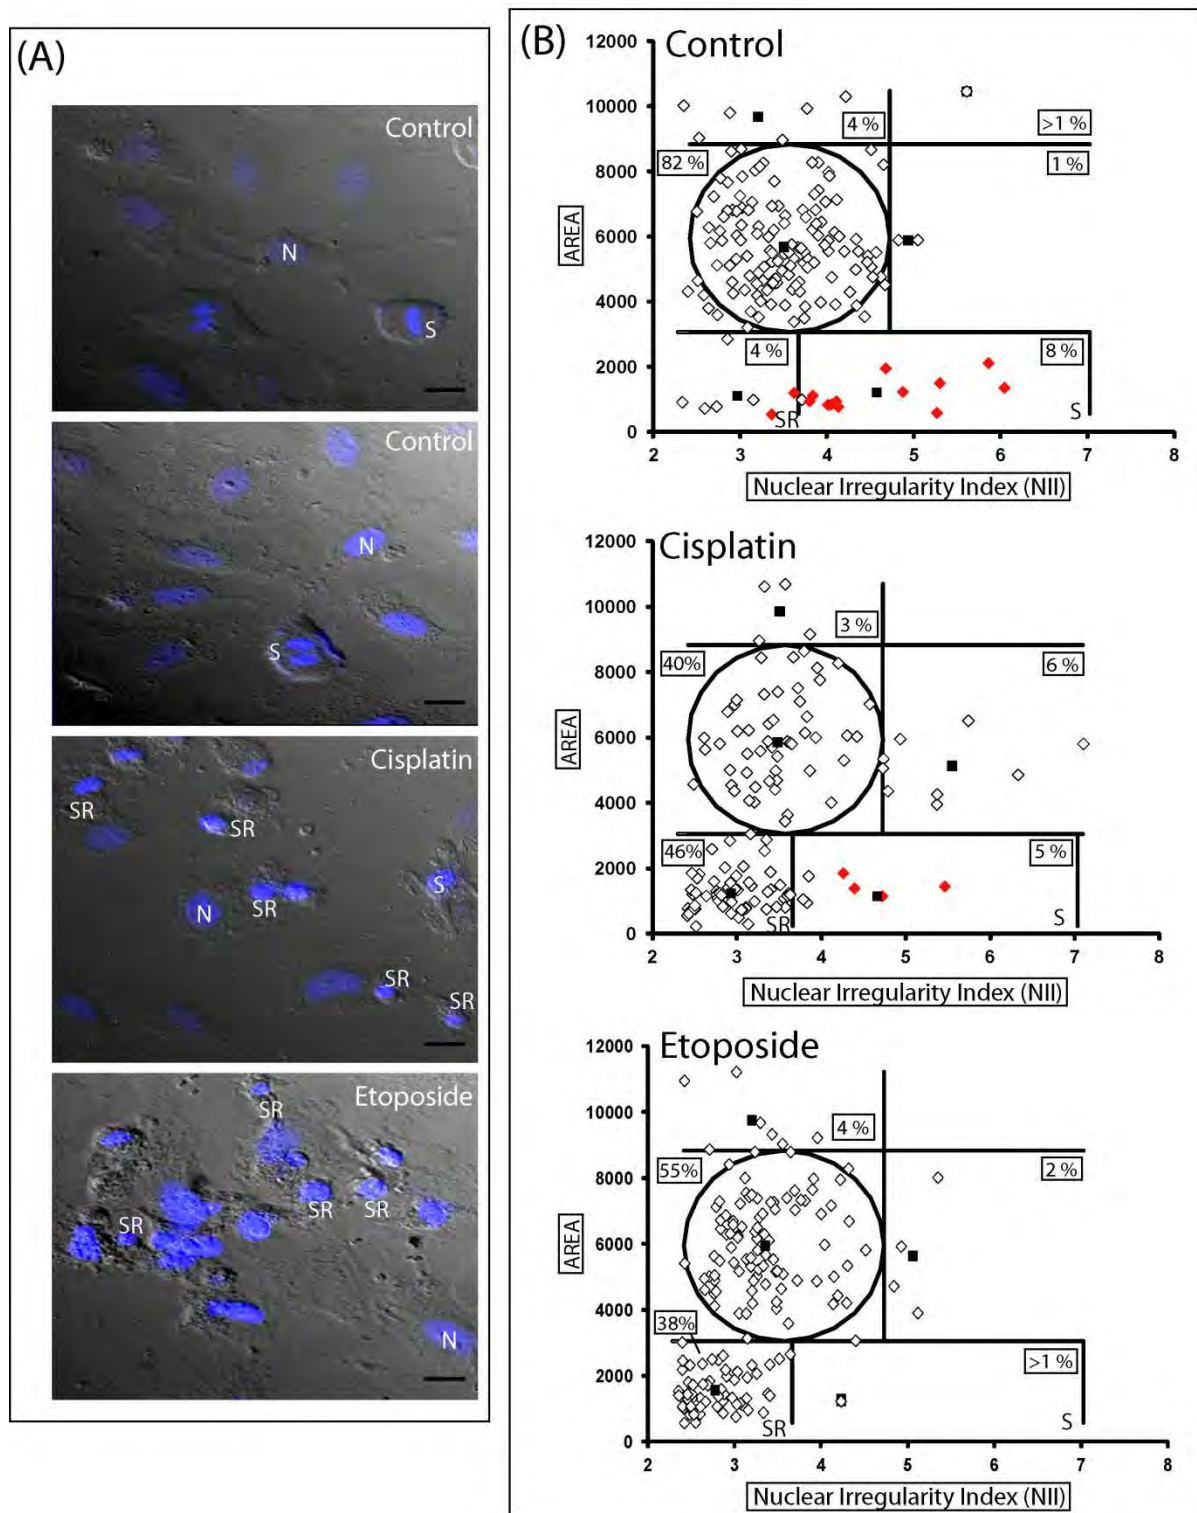 (A)
Control
N
S
Control
N
S
Cisplatin
SR
SR
S
SR
N
SR
SR
Etoposide
SR
SR
SR
SR
N
(B)
Control
12000
10000
8000
6000
4000
2000
0
AREA
4 %
>1 %
82 %
1 %
4 %
8 %
SR
S
2 3 4 5 6 7 8
Nuclear Irregularity Index (NII)
Cisplatin
12000
10000
8000
6000
4000
2000
0
AREA
3 %
40%
6 %
46%
5 %
SR
S
2 3 4 5 6 7 8
Nuclear Irregularity Index (NII)
Etoposide
12000
10000
8000
6000
4000
2000
0
AREA
4 %
55%
2 %
38%
>1 %
SR
S
2 3 4 5 6 7 8
Nuclear Irregularity Index (NII)